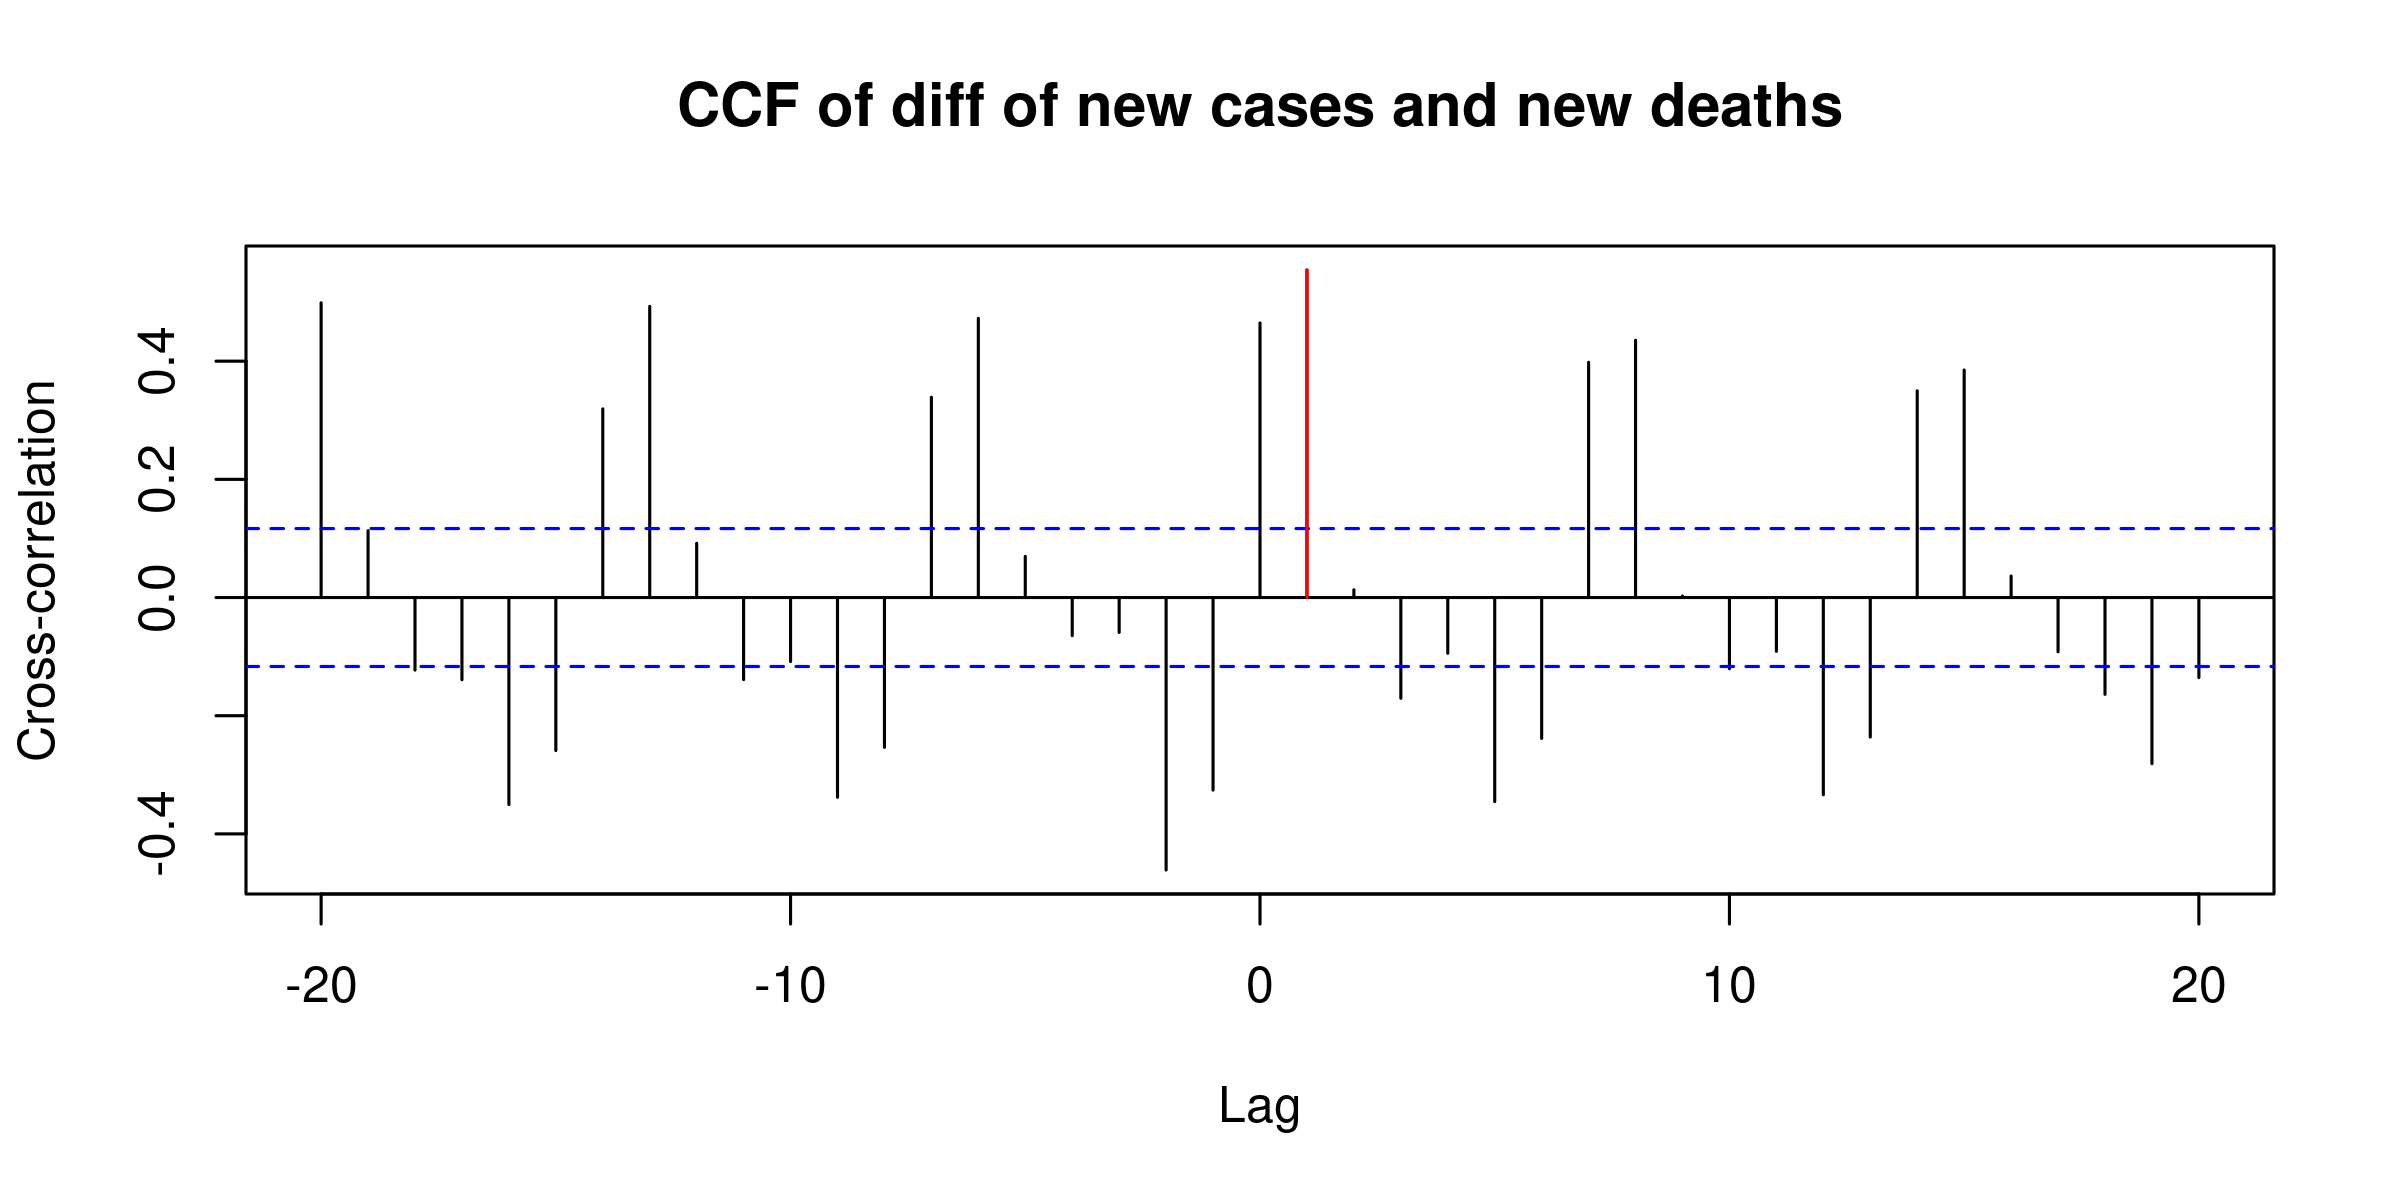 CCF of diff of new cases and new deaths
Cross-correlation
0.4
0.2
0.0
-0.4
-20 -10 0 10 20
Lag